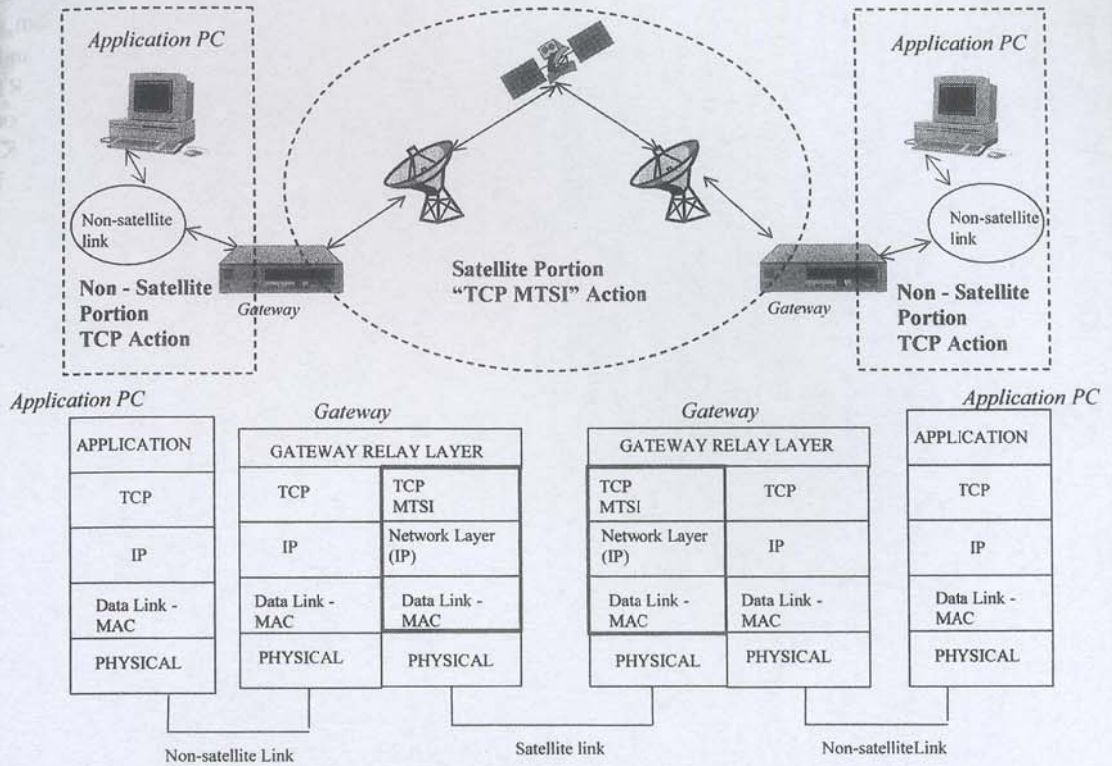 Application PC
Application PC
Non-satellite
link
Non-satellite
link
Satellite Portion
“TCP MTSI” Action
Non - Satellite
Portion
TCP Action
Gateway
Gateway
Non - Satellite
Portion
TCP Action
Application PC
Gateway
Gateway
Application PC
APPLICATION
GATEWAY RELAY LAYER
GATEWAY RELAY LAYER
APPLICATION
TCP
TCP
TCP
MTSI
TCP
MTSI
TCP
TCP
IP
IP
Network Layer
(IP)
Network Layer
(IP)
IP
IP
Data Link -
MAC
Data Link -
MAC
Data Link -
MAC
Data Link -
MAC
Data Link -
MAC
Data Link -
MAC
PHYSICAL
PHYSICAL
PHYSICAL
PHYSICAL
PHYSICAL
PHYSICAL
Non-satellite Link
Satellite link
Non-satelliteLink